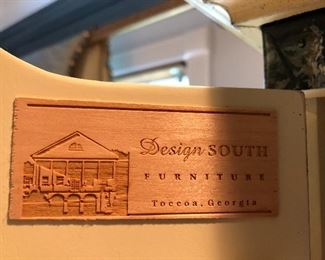 Design SOUTH
FURNITURE
Toccoa, Georgia